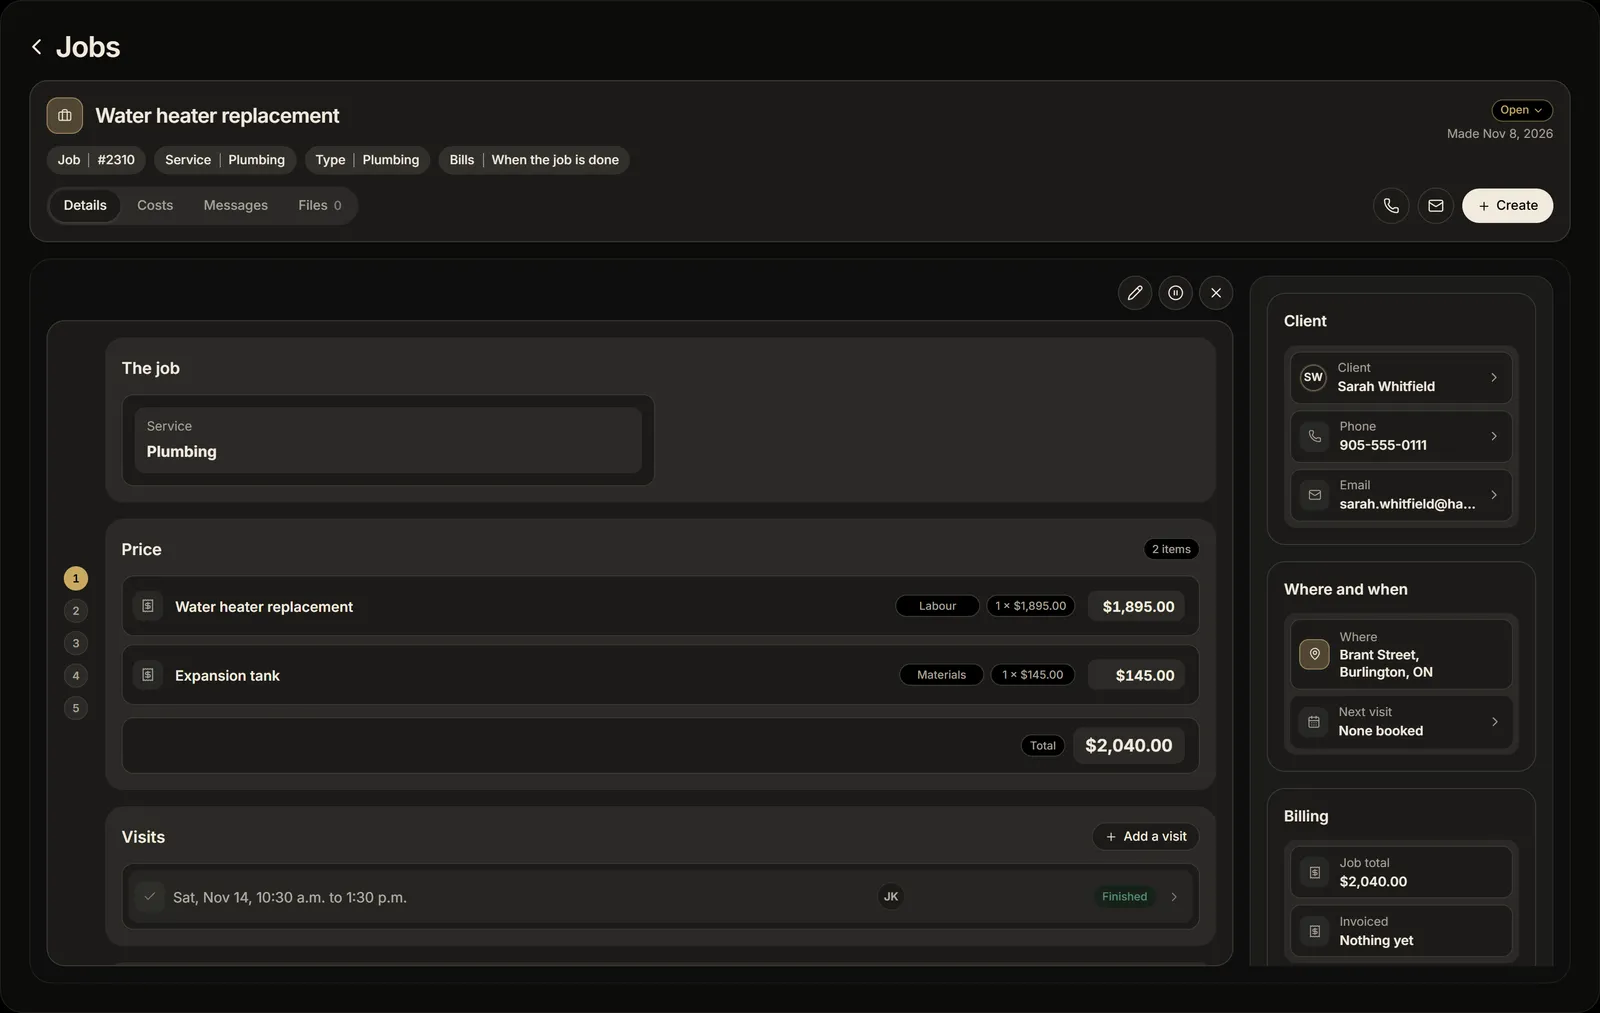 Jobs
Water heater replacement
Open
Made Nov 8, 2026
Job | #2310
Service | Plumbing
Type | Plumbing
Bills | When the job is done
Details
Costs
Messages
Files 0
+ Create
The job
Service
Plumbing
Price
2 items
1
2
3
4
5
Water heater replacement
Labour
1 × $1,895.00
$1,895.00
Expansion tank
Materials
1 × $145.00
$145.00
Total
$2,040.00
Visits
+ Add a visit
Sat, Nov 14, 10:30 a.m. to 1:30 p.m.
JK
Finished
Client
SW
Client
Sarah Whitfield
Phone
905-555-0111
Email
sarah.whitfield@ha...
Where and when
Where
Brant Street,
Burlington, ON
Next visit
None booked
Billing
Job total
$2,040.00
Invoiced
Nothing yet